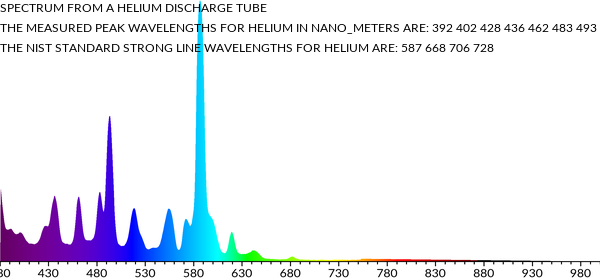 SPECTRUM FROM A HELIUM DISCHARGE TUBE
THE MEASURED PEAK WAVELENGTHS FOR HELIUM IN NANO_METERS ARE: 392 402 428 436 462 483 493
THE NIST STANDARD STRONG LINE WAVELENGTHS FOR HELIUM ARE: 587 668 706 728
30 430 480 530 580 630 680 730 780 830 880 930 980